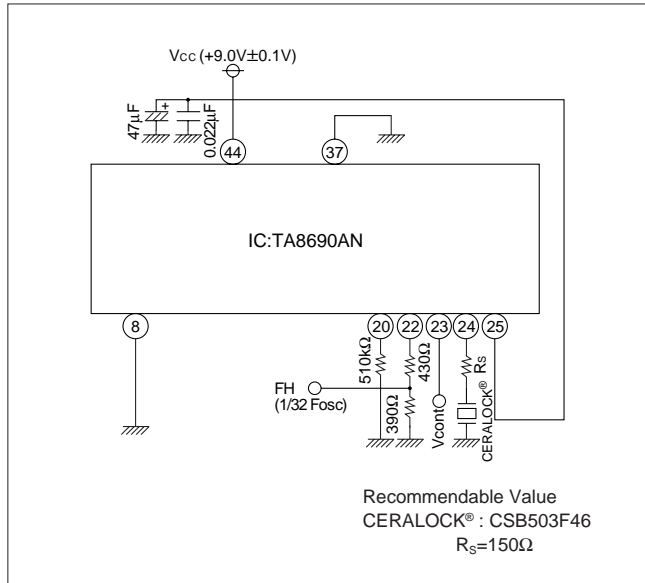 Vcc (+9.0V±0.1V)
47µF
+
0.022µF
44
37
IC:TA8690AN
8
20
22
23
24
25
510kΩ
430Ω
Rs
FH
(1/32 Fosc)
390Ω
Vcont
CERALOCK®
Recommendable Value
CERALOCK® : CSB503F46
Rs=150Ω